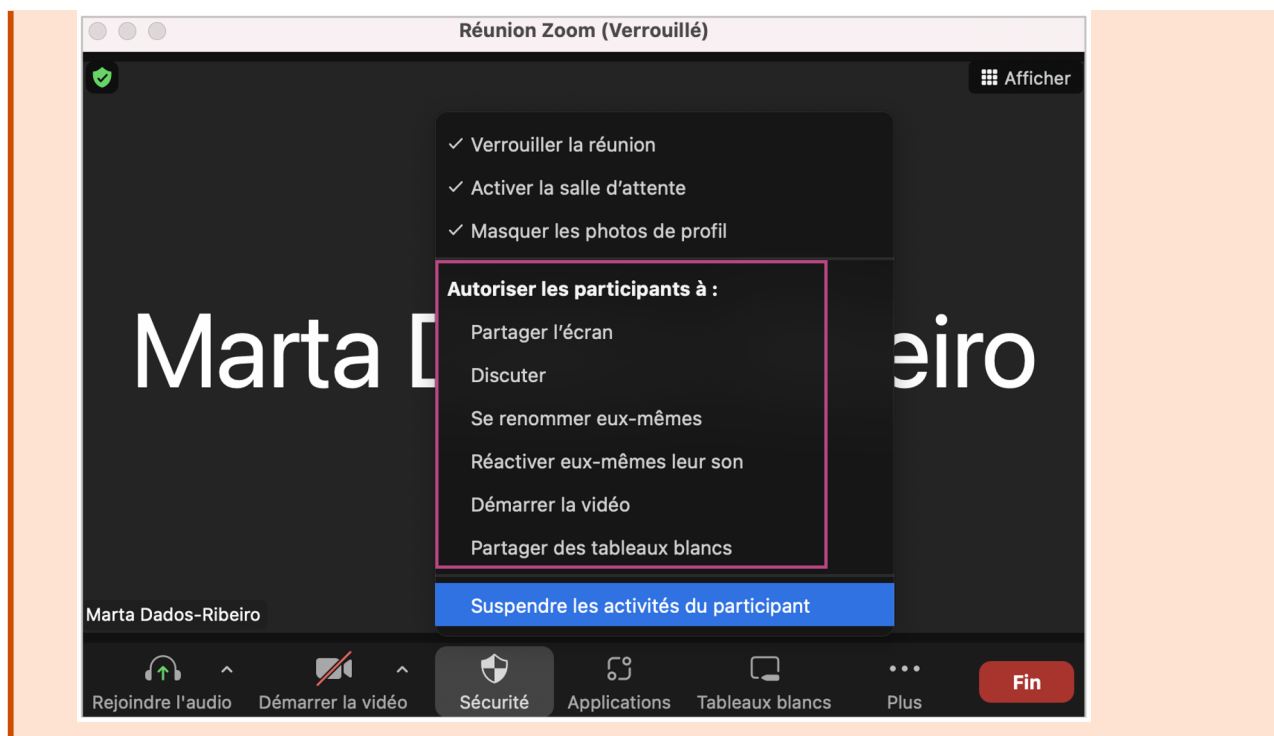 Réunion Zoom (Verrouillé)
Afficher
✓ Verrouiller la réunion
✓ Activer la salle d’attente
✓ Masquer les photos de profil
Autoriser les participants à :
Partager l’écran
Marta D eiro
Discuter
Se renommer eux-mêmes
Réactiver eux-mêmes leur son
Démarrer la vidéo
Partager des tableaux blancs
Suspendre les activités du participant
Marta Dados-Ribeiro
Rejoindre l'audio Démarrer la vidéo Sécurité Applications Tableaux blancs Plus Fin